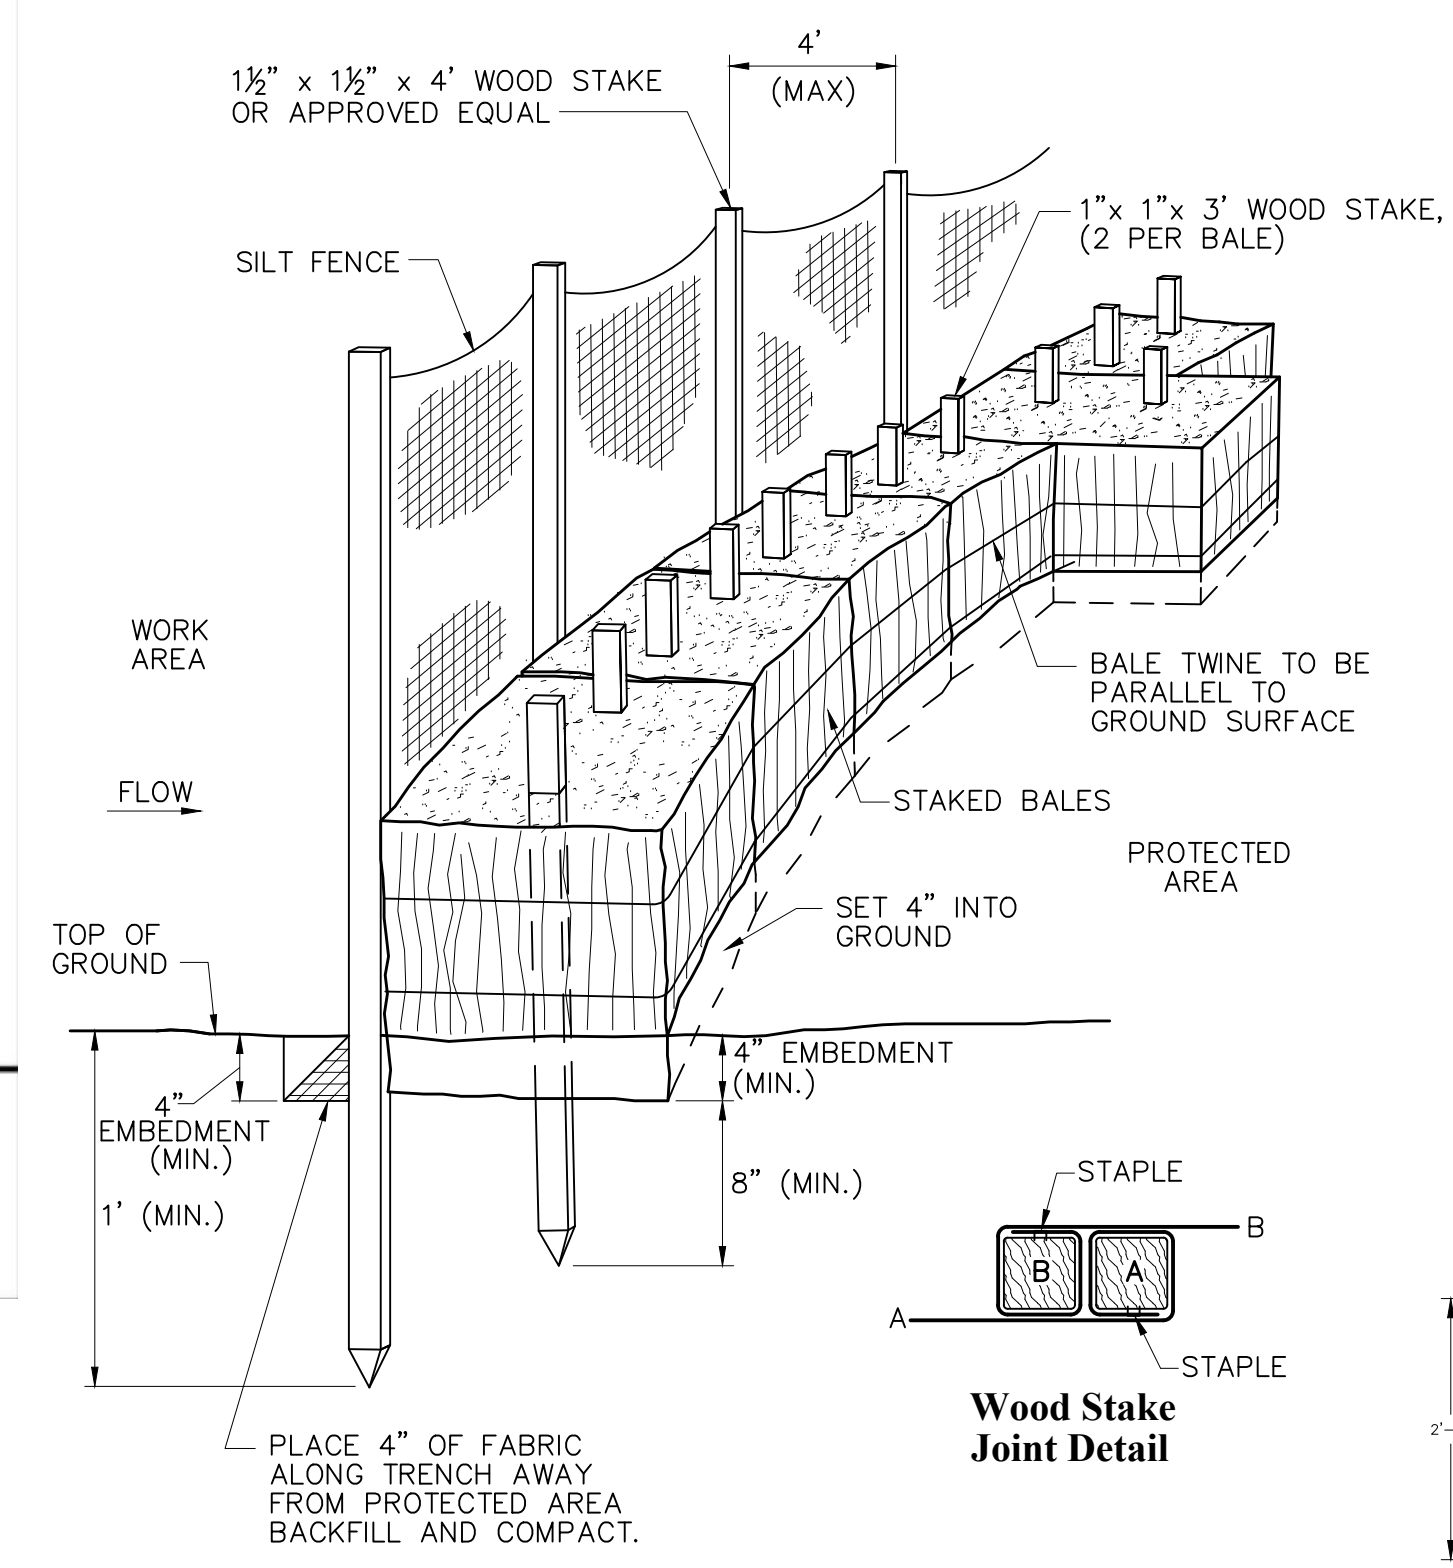 4’
(MAX)
1½” x 1½” x 4’ WOOD STAKE
OR APPROVED EQUAL
1”x 1”x 3’ WOOD STAKE,
(2 PER BALE)
SILT FENCE
WORK
AREA
BALE TWINE TO BE
PARALLEL TO
GROUND SURFACE
FLOW
STAKED BALES
PROTECTED
AREA
SET 4” INTO
GROUND
TOP OF
GROUND
4” EMBEDMENT
(MIN.)
4”
EMBEDMENT
(MIN.)
8” (MIN.)
1’ (MIN.)
STAPLE
B
B
A
A
STAPLE
Wood Stake
Joint Detail
2’
PLACE 4” OF FABRIC
ALONG TRENCH AWAY
FROM PROTECTED AREA
BACKFILL AND COMPACT.